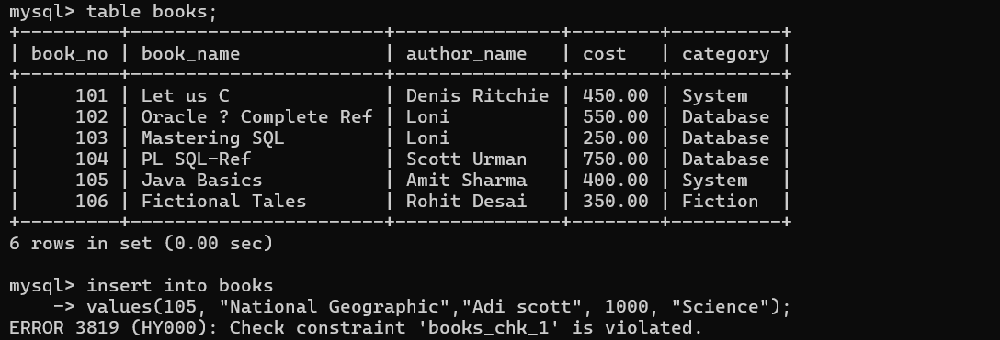 mysql> table books;
+---------+-----------------------+---------------+--------+----------+
| book_no | book_name             | author_name   | cost   | category |
+---------+-----------------------+---------------+--------+----------+
|     101 | Let us C              | Denis Ritchie | 450.00 | System   |
|     102 | Oracle ? Complete Ref | Loni          | 550.00 | Database |
|     103 | Mastering SQL         | Loni          | 250.00 | Database |
|     104 | PL SQL-Ref            | Scott Urman   | 750.00 | Database |
|     105 | Java Basics           | Amit Sharma   | 400.00 | System   |
|     106 | Fictional Tales       | Rohit Desai   | 350.00 | Fiction  |
+---------+-----------------------+---------------+--------+----------+
6 rows in set (0.00 sec)
mysql> insert into books
    -> values(105, "National Geographic","Adi scott", 1000, "Science");
ERROR 3819 (HY000): Check constraint 'books_chk_1' is violated.